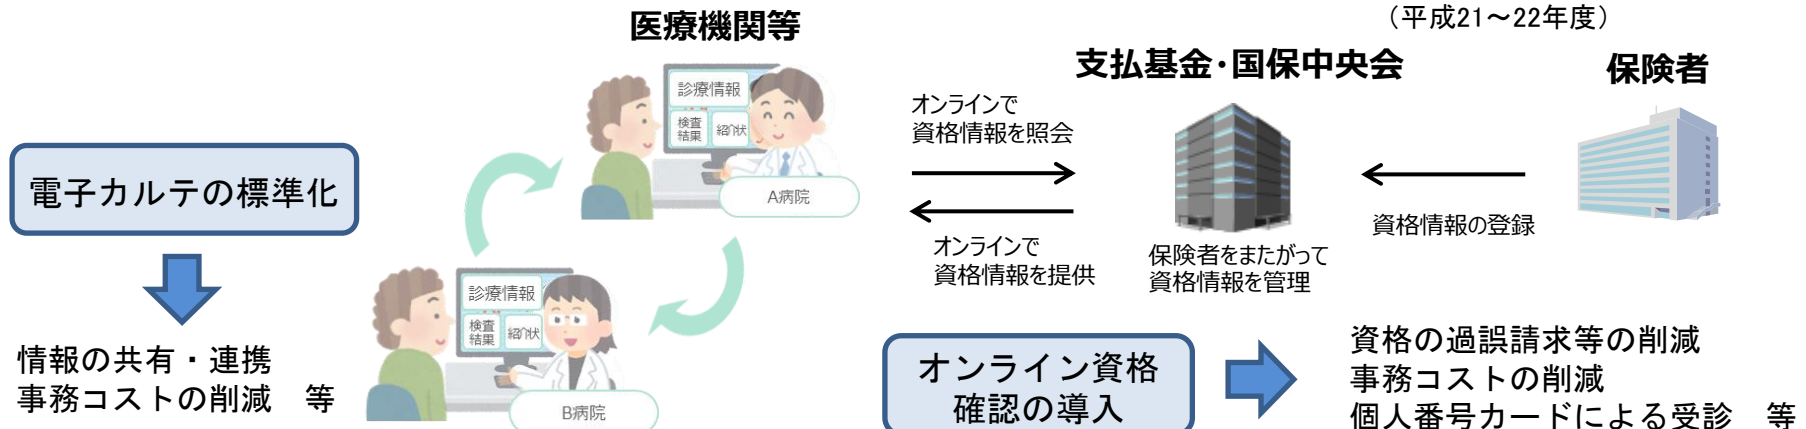 （平成21～22年度）
医療機関等
支払基金･国保中央会
保険者
診療情報
検査
結果
紹介状
A病院
オンラインで
資格情報を照会
オンラインで
資格情報を提供
保険者をまたがって
資格情報を管理
資格情報の登録
電子カルテの標準化
情報の共有・連携
事務コストの削減　等
診療情報
検査
結果
紹介状
B病院
オンライン資格
確認の導入
資格の過誤請求等の削減
事務コストの削減
個人番号カードによる受診　等